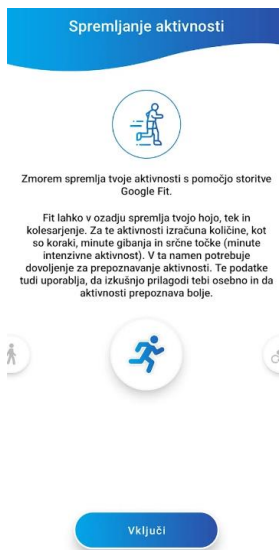 Spremljanje aktivnosti
Zmorem spremlja tvoje aktivnosti s pomočjo storitve
Google Fit.
Fit lahko v ozadju spremlja tvojo hojo, tek in
kolesarjenje. Za te aktivnosti izračuna količine, kot
so koraki, minute gibanja in srčne točke (minute
intenzivne aktivnost). V ta namen potrebuje
dovoljenje za prepoznavanje aktivnosti. Te podatke
tudi uporablja, da izkušnjo prilagodi tebi osebno in da
aktivnosti prepoznava bolje.
Vključi